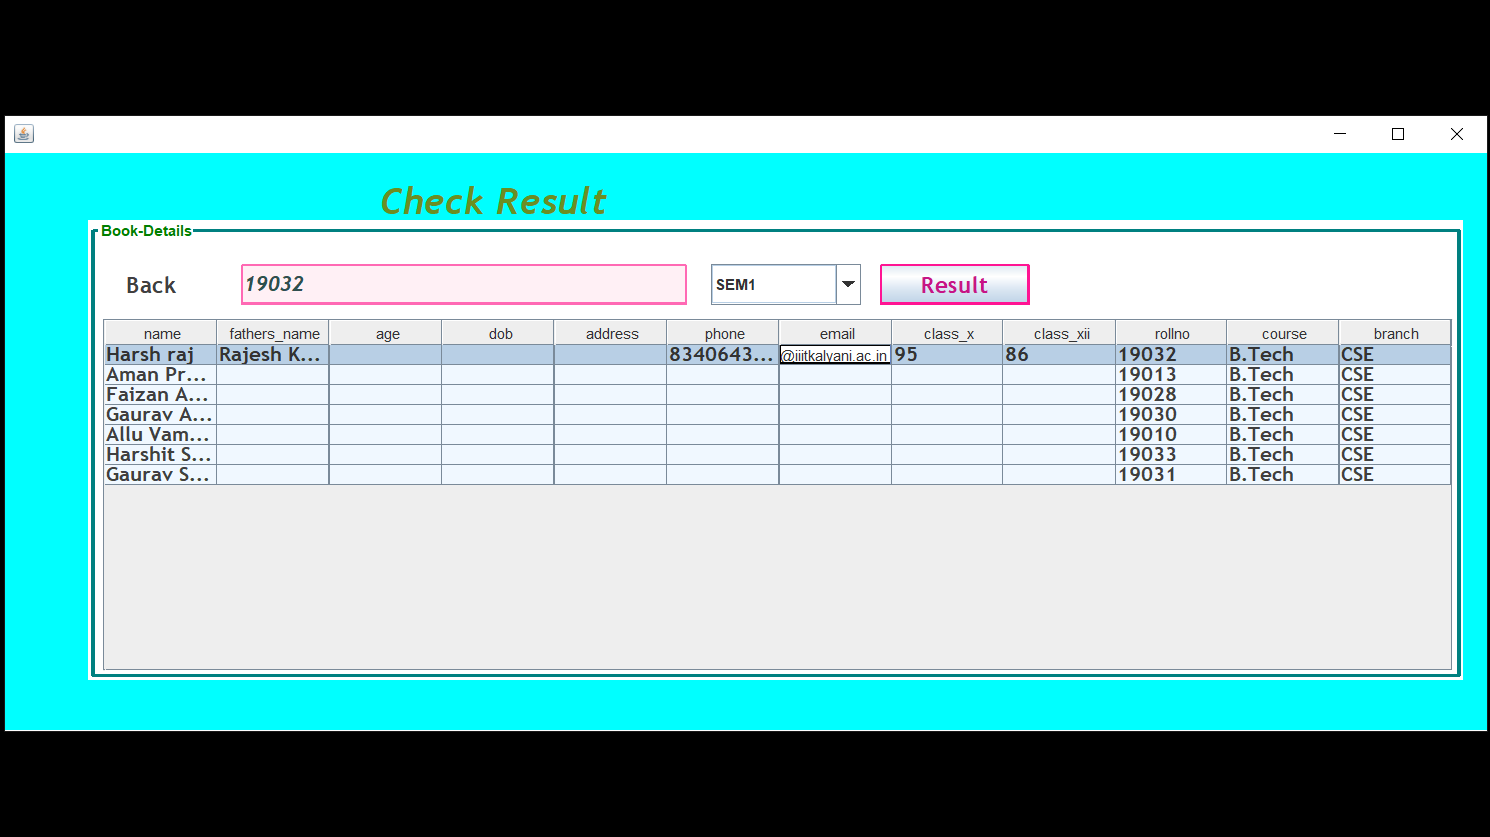 Check Result
Book-Details
Back 19032 SEM1 Result
name fathers_name age dob address phone email class_x class_xii rollno course branch
Harsh raj Rajesh K... 8340643... @iiitkalyani.ac.in 95 86 19032 B.Tech CSE
Aman Pr... 19013 B.Tech CSE
Faizan A... 19028 B.Tech CSE
Gaurav A... 19030 B.Tech CSE
Allu Vam... 19010 B.Tech CSE
Harshit S... 19033 B.Tech CSE
Gaurav S... 19031 B.Tech CSE